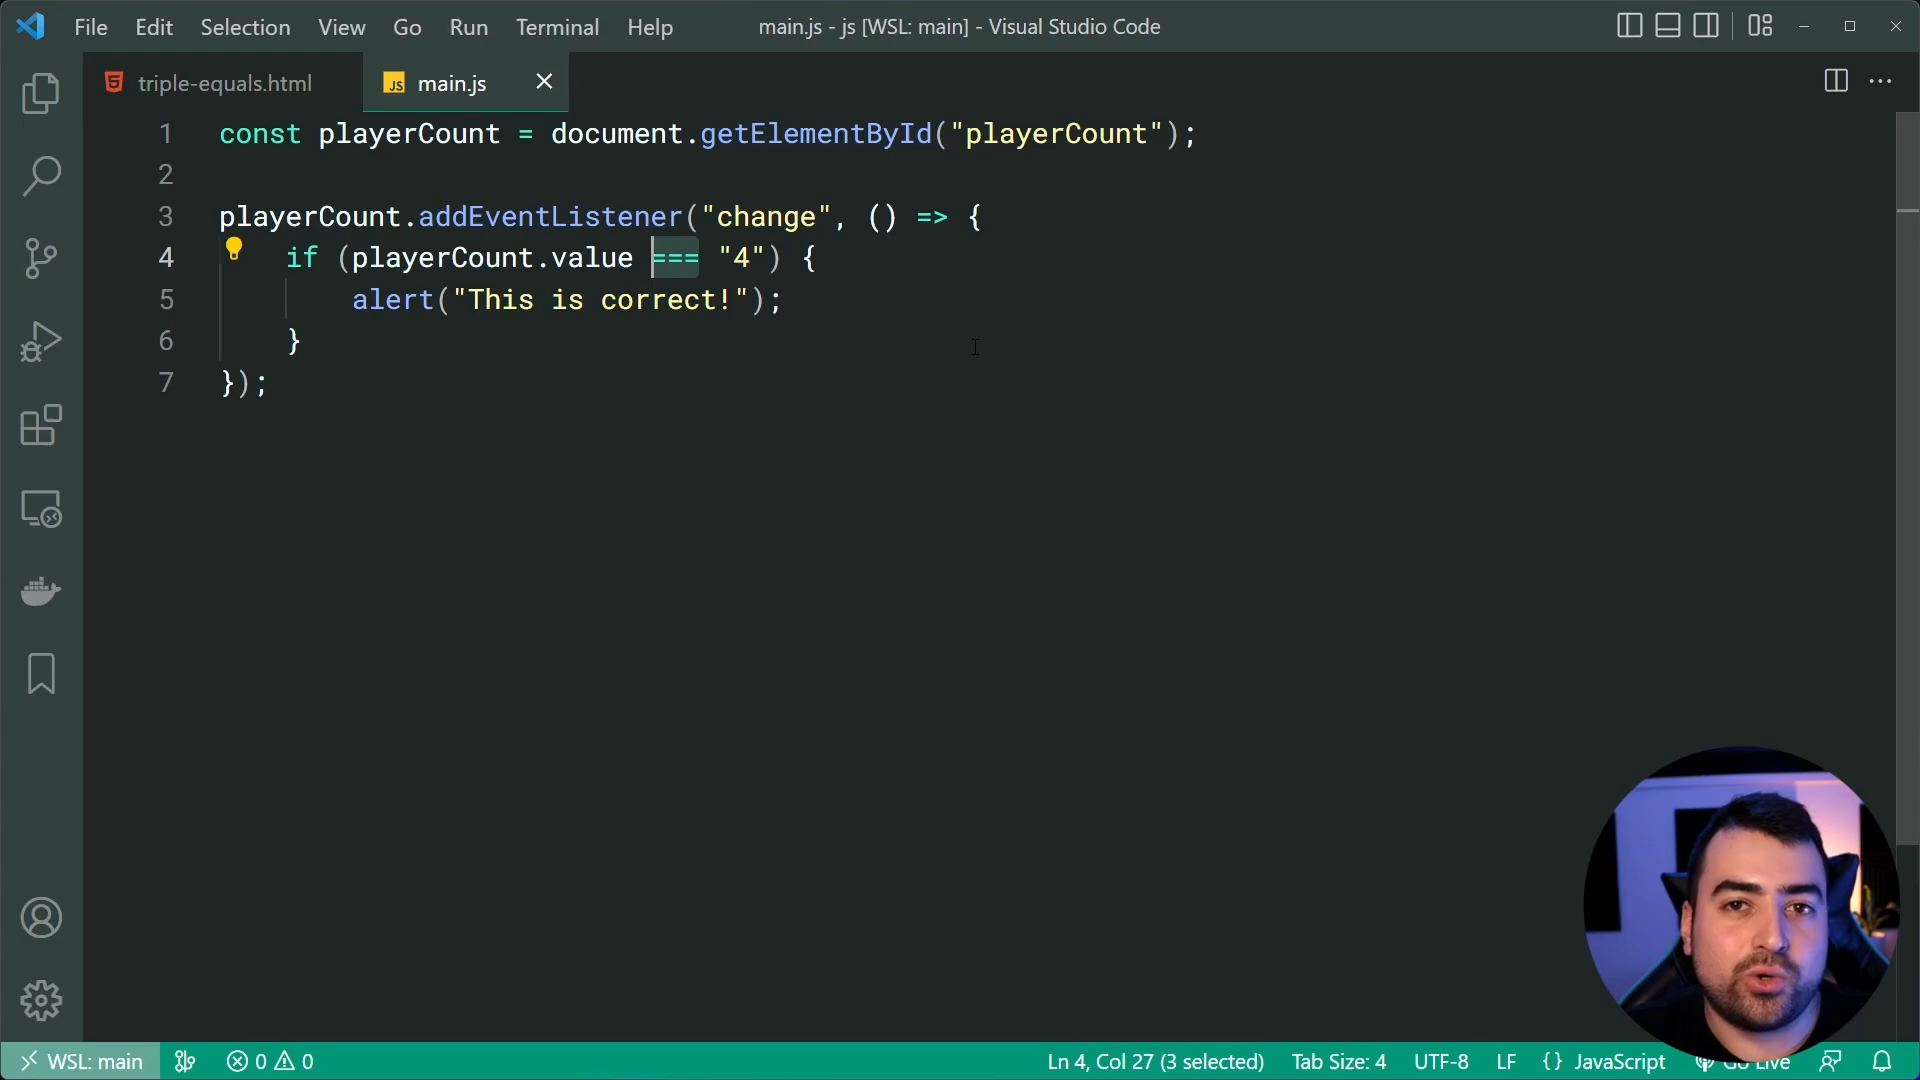 File Edit Selection View Go Run Terminal Help main.js - js [WSL: main] - Visual Studio Code
triple-equals.html JS main.js
1 const playerCount = document.getElementById("playerCount");
2
3 playerCount.addEventListener("change", () => {
4 if (playerCount.value === "4") {
5 alert("This is correct!");
6 }
7 });
WSL: main 0 0 Ln 4, Col 27 (3 selected) Tab Size: 4 UTF-8 LF {} JavaScript Go Live